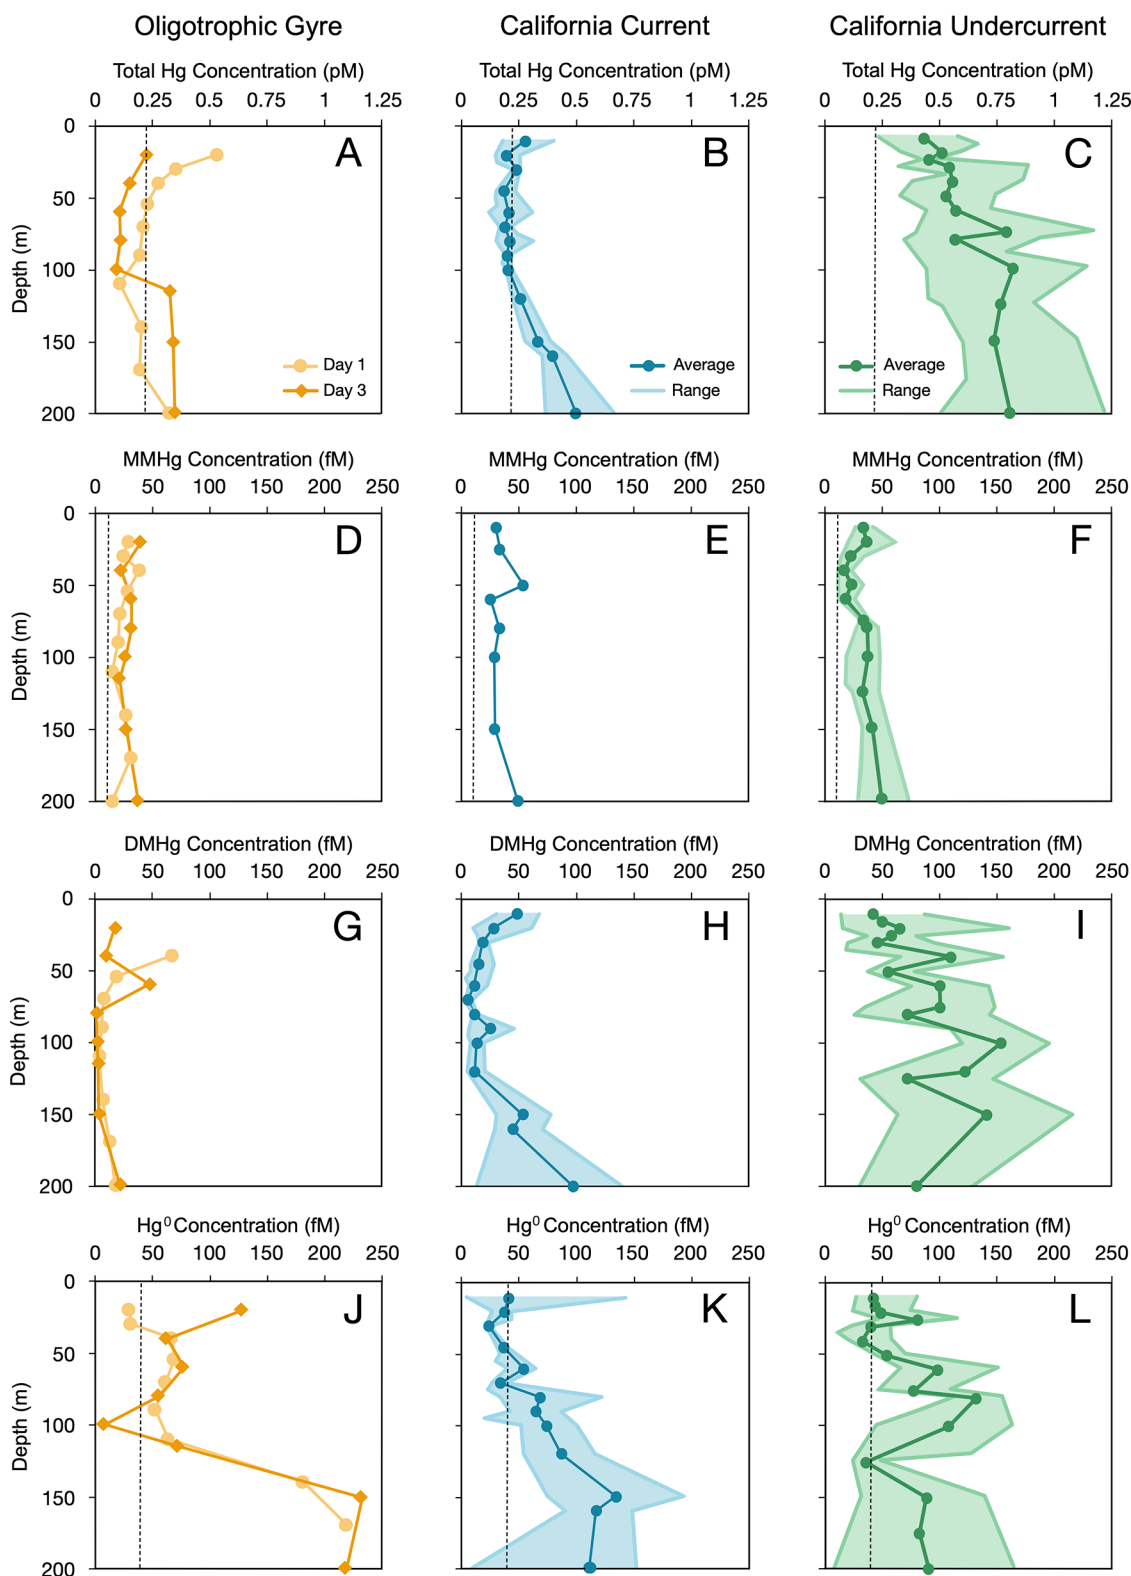 Oligotrophic Gyre California Current California Undercurrent
Total Hg Concentration (pM) Total Hg Concentration (pM) Total Hg Concentration (pM)
0 0.25 0.5 0.75 1 1.25 0 0.25 0.5 0.75 1 1.25 0 0.25 0.5 0.75 1 1.25
0
A B C
50
Depth (m)
100
150
Day 1 Average Average
Day 3 Range Range
200
MMHg Concentration (fM) MMHg Concentration (fM) MMHg Concentration (fM)
0 50 100 150 200 250 0 50 100 150 200 250 0 50 100 150 200 250
0
D E F
50
Depth (m)
100
150
200
DMHg Concentration (fM) DMHg Concentration (fM) DMHg Concentration (fM)
0 50 100 150 200 250 0 50 100 150 200 250 0 50 100 150 200 250
0
G H I
50
Depth (m)
100
150
200
Hg⁰ Concentration (fM) Hg⁰ Concentration (fM) Hg⁰ Concentration (fM)
0 50 100 150 200 250 0 50 100 150 200 250 0 50 100 150 200 250
0
J K L
50
Depth (m)
100
150
200